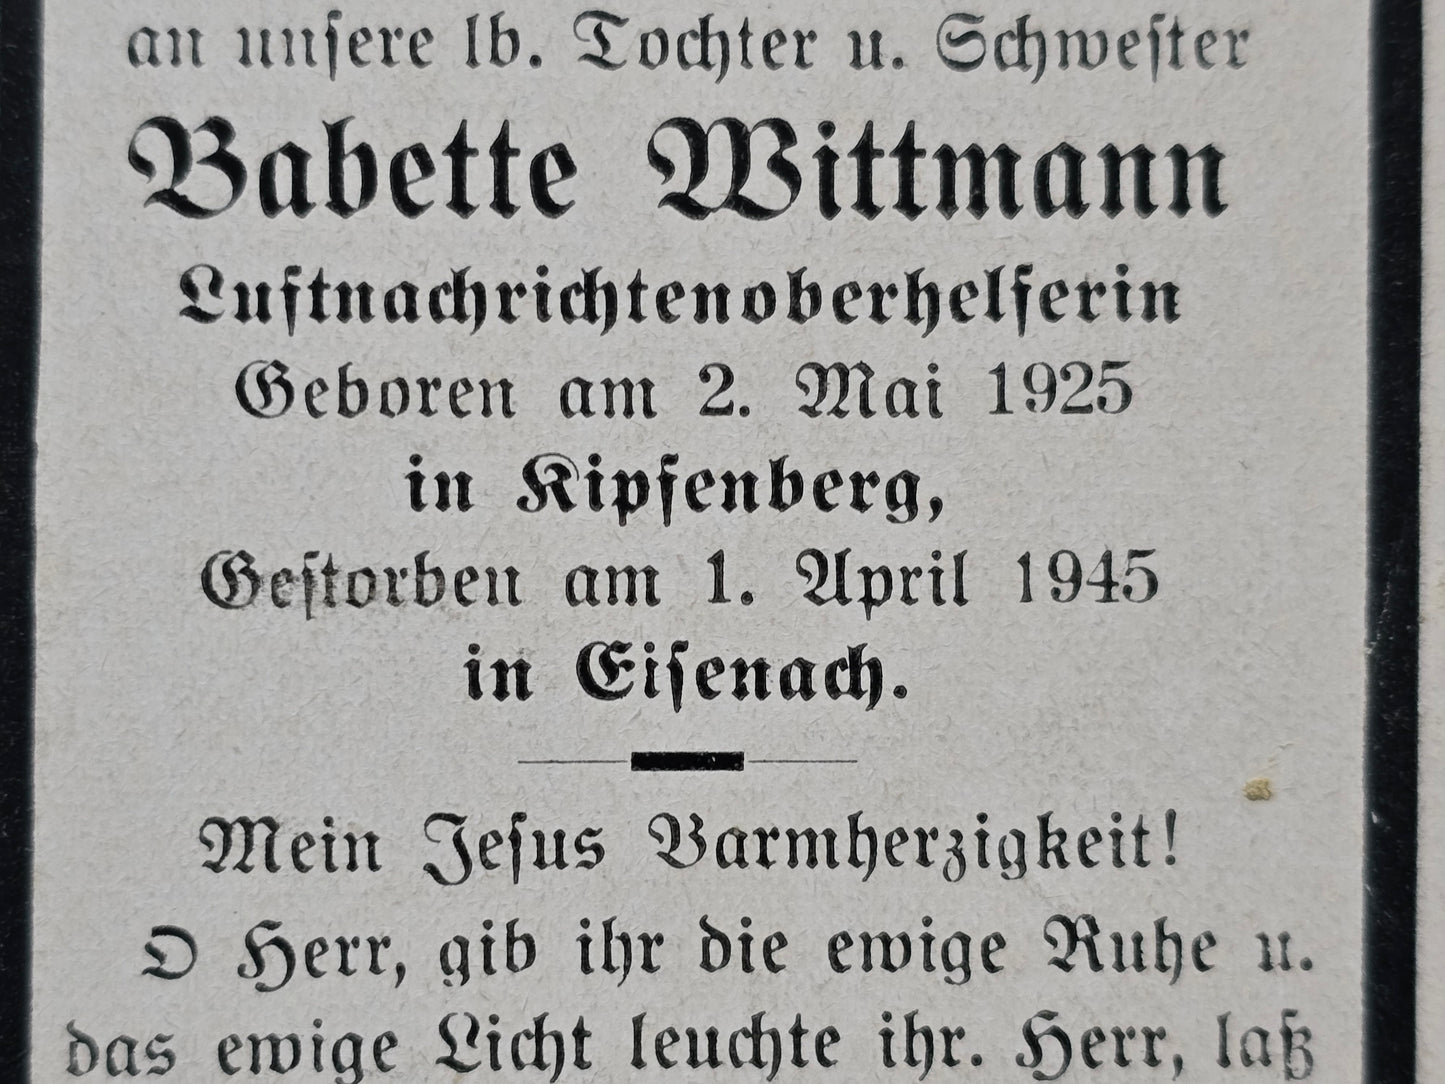 an unsere lb. Tochter u. Schwester
Babette Wittmann
Luftnachrichtenoberhelferin
Geboren am 2. Mai 1925
in Kipfenberg,
Gestorben am 1. April 1945
in Eisenach.
Mein Jesus Barmherzigkeit!
O Herr, gib ihr die ewige Ruhe u.
das ewige Licht leuchte ihr. Herr, laß